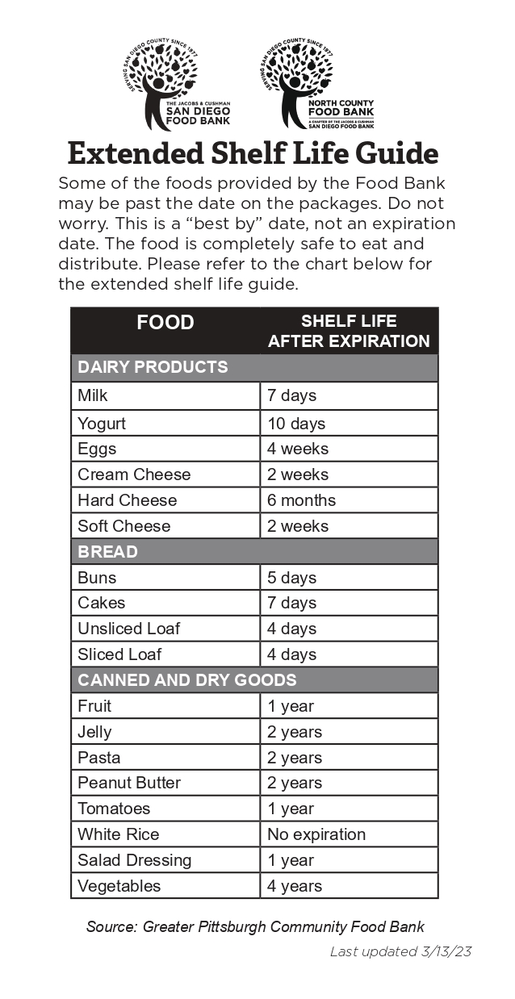 SERVING SAN DIEGO COUNTY SINCE 1977
THE JACOBS & CUSHMAN
SAN DIEGO
FOOD BANK
SERVING SAN DIEGO COUNTY SINCE 1977
NORTH COUNTY
FOOD BANK
A CHAPTER OF THE JACOBS & CUSHMAN
SAN DIEGO FOOD BANK
Extended Shelf Life Guide
Some of the foods provided by the Food Bank
may be past the date on the packages. Do not
worry. This is a “best by” date, not an expiration
date. The food is completely safe to eat and
distribute. Please refer to the chart below for
the extended shelf life guide.
FOOD
SHELF LIFE
AFTER EXPIRATION
DAIRY PRODUCTS
Milk 7 days
Yogurt 10 days
Eggs 4 weeks
Cream Cheese 2 weeks
Hard Cheese 6 months
Soft Cheese 2 weeks
BREAD
Buns 5 days
Cakes 7 days
Unsliced Loaf 4 days
Sliced Loaf 4 days
CANNED AND DRY GOODS
Fruit 1 year
Jelly 2 years
Pasta 2 years
Peanut Butter 2 years
Tomatoes 1 year
White Rice No expiration
Salad Dressing 1 year
Vegetables 4 years
Source: Greater Pittsburgh Community Food Bank
Last updated 3/13/23